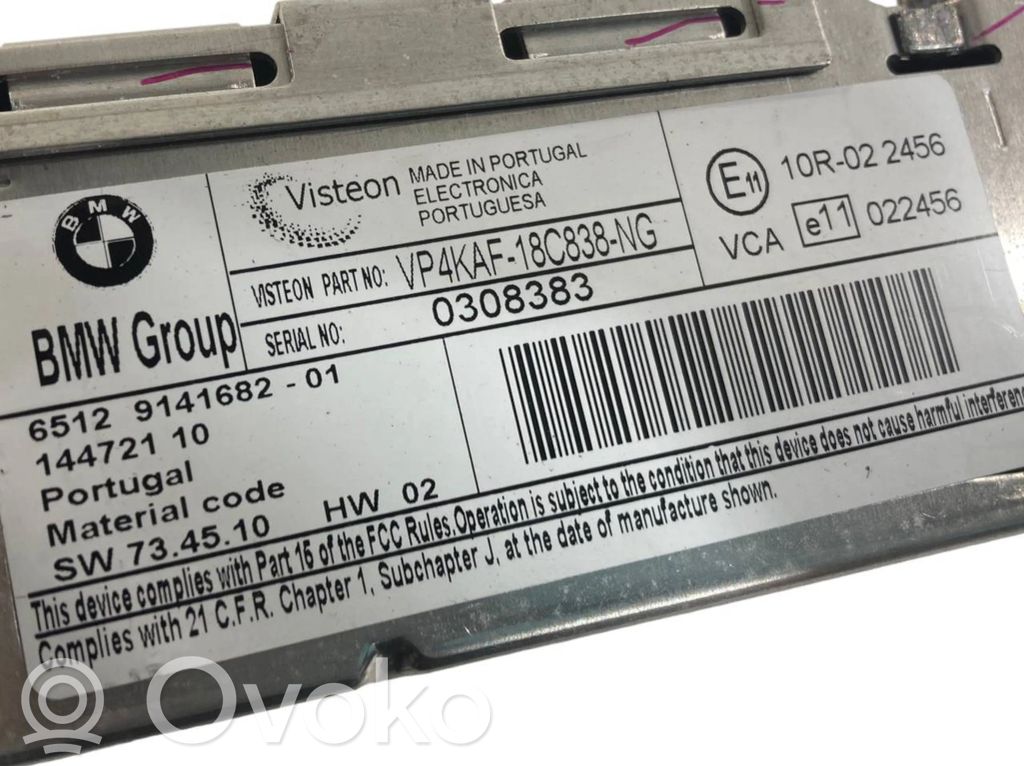 BMW
BMW Group
Visteon
MADE IN PORTUGAL
ELECTRONICA
PORTUGUESA
VISTEON PART NO: VP4KAF-18C838-NG
SERIAL NO: 0308383
E11 10R-02 2456
VCA e11 022456
6512 9141682 - 01
144721 10
Portugal
Material code
SW 73.45.10 HW 02
This device complies with Part 16 of the FCC Rules.Operation is subject to the condition that this device does not cause harmful interference
Complies with 21 C.F.R. Chapter 1, Subchapter J, at the date of manufacture shown.
Ovoko